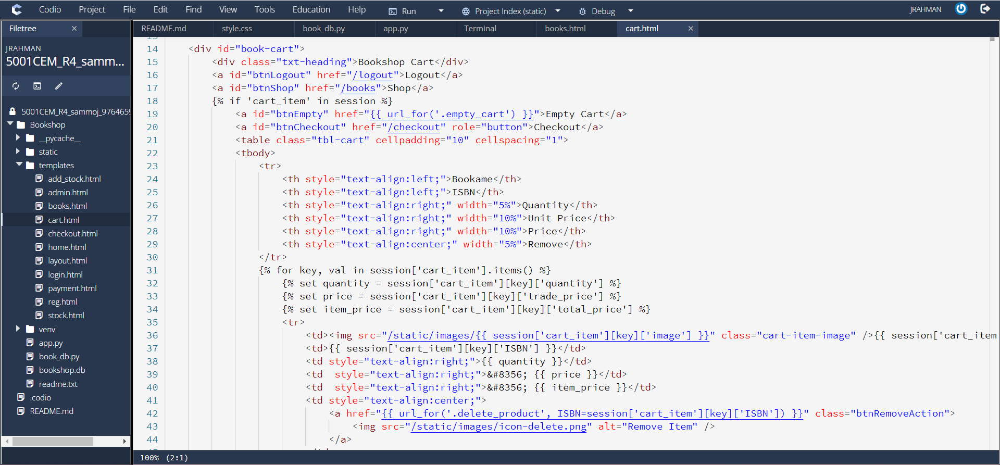 Codio Project File Edit Find View Tools Education Help Run Project Index (static) Debug JRAHMAN
Filetree
README.md style.css book_db.py app.py Terminal books.html cart.html
JRAHMAN
5001CEM_R4_samm...
5001CEM_R4_sammoj_976465
Bookshop
__pycache__
static
templates
add_stock.html
admin.html
books.html
cart.html
checkout.html
home.html
layout.html
login.html
payment.html
reg.html
stock.html
venv
app.py
book_db.py
bookshop.db
readme.txt
.codio
README.md
14 <div id="book-cart">
15 <div class="txt-heading">Bookshop Cart</div>
16 <a id="btnLogout" href="/logout">Logout</a>
17 <a id="btnShop" href="/books">Shop</a>
18 {% if 'cart_item' in session %}
19 <a id="btnEmpty" href="{{ url_for('.empty_cart') }}">Empty Cart</a>
20 <a id="btnCheckout" href="/checkout" role="button">Checkout</a>
21 <table class="tbl-cart" cellpadding="10" cellspacing="1">
22 <tbody>
23 <tr>
24 <th style="text-align:left;">Bookame</th>
25 <th style="text-align:left;">ISBN</th>
26 <th style="text-align:right;" width="5%">Quantity</th>
27 <th style="text-align:right;" width="10%">Unit Price</th>
28 <th style="text-align:right;" width="10%">Price</th>
29 <th style="text-align:center;" width="5%">Remove</th>
30 </tr>
31 {% for key, val in session['cart_item'].items() %}
32 {% set quantity = session['cart_item'][key]['quantity'] %}
33 {% set price = session['cart_item'][key]['trade_price'] %}
34 {% set item_price = session['cart_item'][key]['total_price'] %}
35 <tr>
36 <td><img src="/static/images/{{ session['cart_item'][key]['image'] }}" class="cart-item-image" />{{ session['cart_item
37 <td>{{ session['cart_item'][key]['ISBN'] }}</td>
38 <td style="text-align:right;">{{ quantity }}</td>
39 <td  style="text-align:right;">&#8356; {{ price }}</td>
40 <td  style="text-align:right;">&#8356; {{ item_price }}</td>
41 <td style="text-align:center;">
42 <a href="{{ url_for('.delete_product', ISBN=session['cart_item'][key]['ISBN']) }}" class="btnRemoveAction">
43 <img src="/static/images/icon-delete.png" alt="Remove Item" />
44 </a>
100% (2:1)